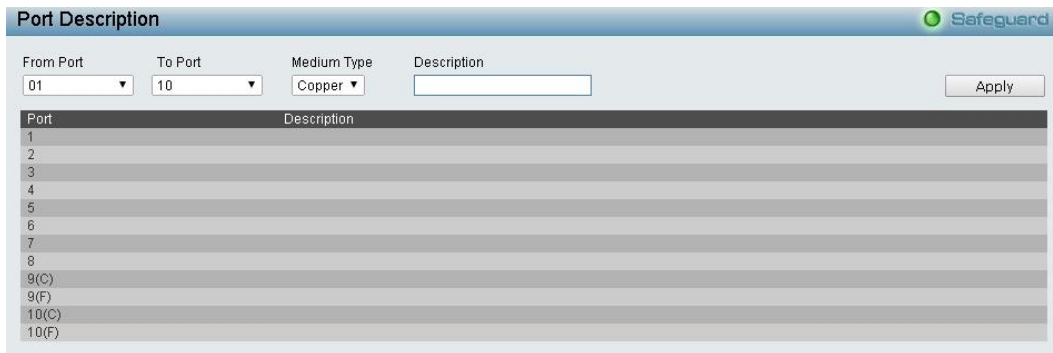 Port Description
Safeguard
From Port To Port Medium Type Description
01 10 Copper Apply
Port Description
1
2
3
4
5
6
7
8
9(C)
9(F)
10(C)
10(F)